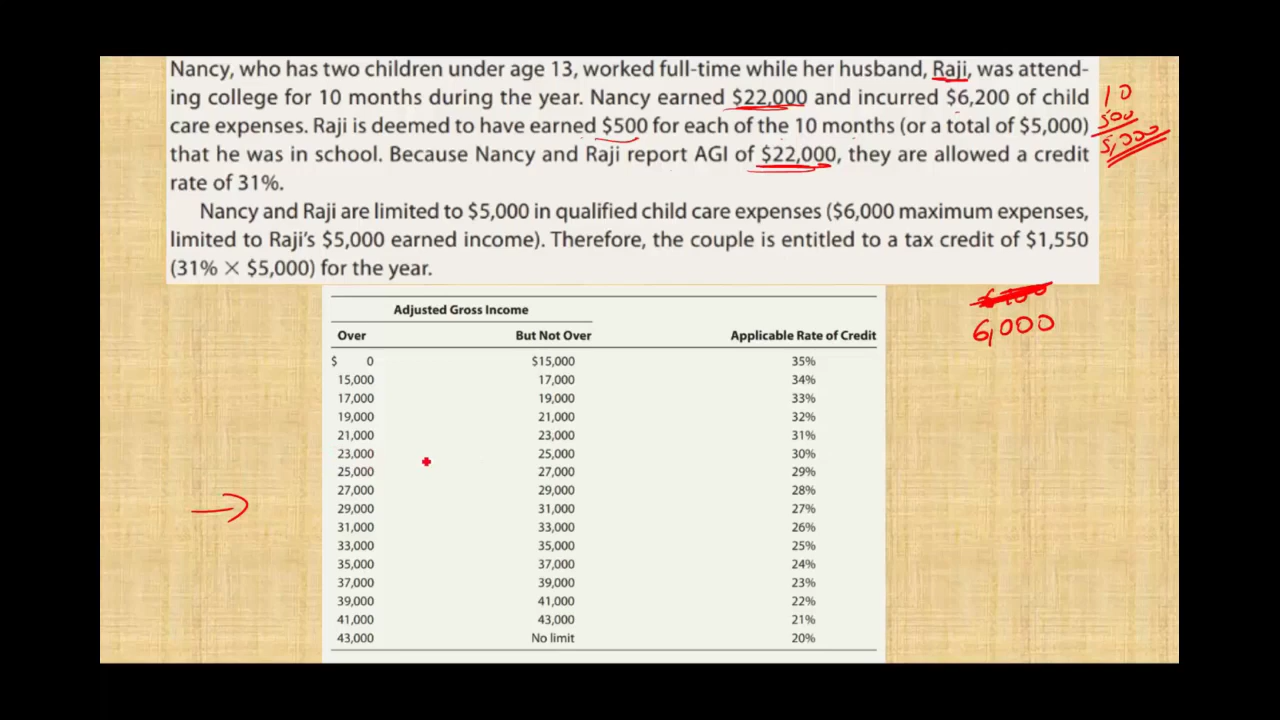 Nancy, who has two children under age 13, worked full-time while her husband, Raji, was attend-
ing college for 10 months during the year. Nancy earned $22,000 and incurred $6,200 of child
care expenses. Raji is deemed to have earned $500 for each of the 10 months (or a total of $5,000)
that he was in school. Because Nancy and Raji report AGI of $22,000, they are allowed a credit
rate of 31%.
Nancy and Raji are limited to $5,000 in qualified child care expenses ($6,000 maximum expenses,
limited to Raji's $5,000 earned income). Therefore, the couple is entitled to a tax credit of $1,550
(31% × $5,000) for the year.
10
500
5,000
6,000
Adjusted Gross Income
Over But Not Over Applicable Rate of Credit
$ 0 $15,000 35%
15,000 17,000 34%
17,000 19,000 33%
19,000 21,000 32%
21,000 23,000 31%
23,000 25,000 30%
25,000 27,000 29%
27,000 29,000 28%
29,000 31,000 27%
31,000 33,000 26%
33,000 35,000 25%
35,000 37,000 24%
37,000 39,000 23%
39,000 41,000 22%
41,000 43,000 21%
43,000 No limit 20%